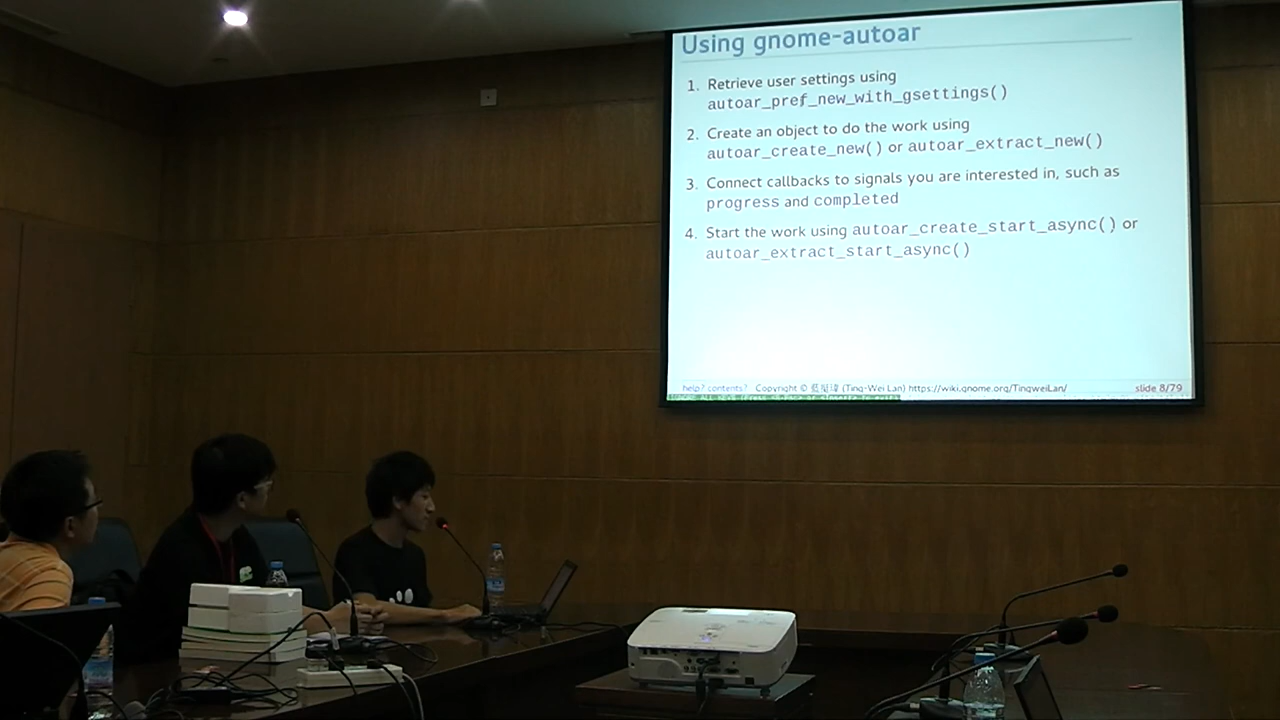 Using gnome-autoar
1. Retrieve user settings using
autoar_pref_new_with_gsettings()
2. Create an object to do the work using
autoar_create_new() or autoar_extract_new()
3. Connect callbacks to signals you are interested in, such as
progress and completed
4. Start the work using autoar_create_start_async() or
autoar_extract_start_async()
help? contents? Copyright © 藍挺瑋 (Ting-Wei Lan) https://wiki.gnome.org/TingweiLan/ slide 8/79